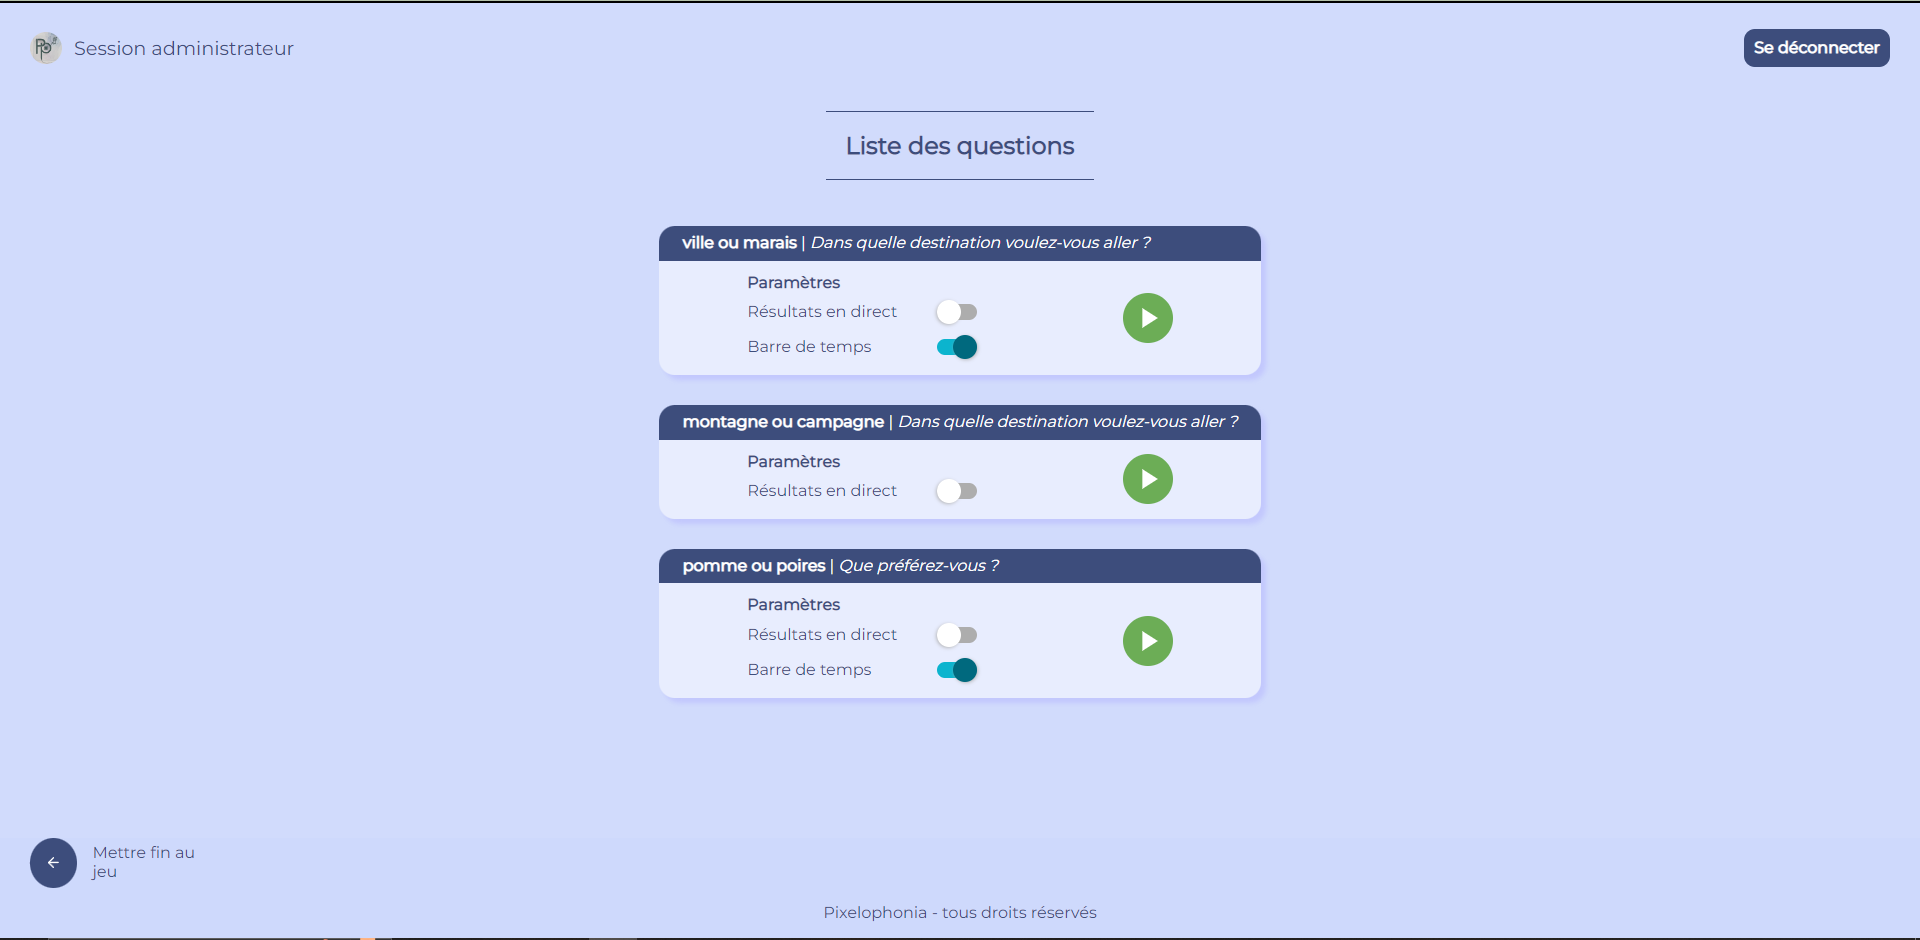 Session administrateur
Se déconnecter
Liste des questions
ville ou marais | Dans quelle destination voulez-vous aller ?
Paramètres
Résultats en direct
Barre de temps
montagne ou campagne | Dans quelle destination voulez-vous aller ?
Paramètres
Résultats en direct
pomme ou poires | Que préférez-vous ?
Paramètres
Résultats en direct
Barre de temps
Mettre fin au
jeu
Pixelophonia - tous droits réservés